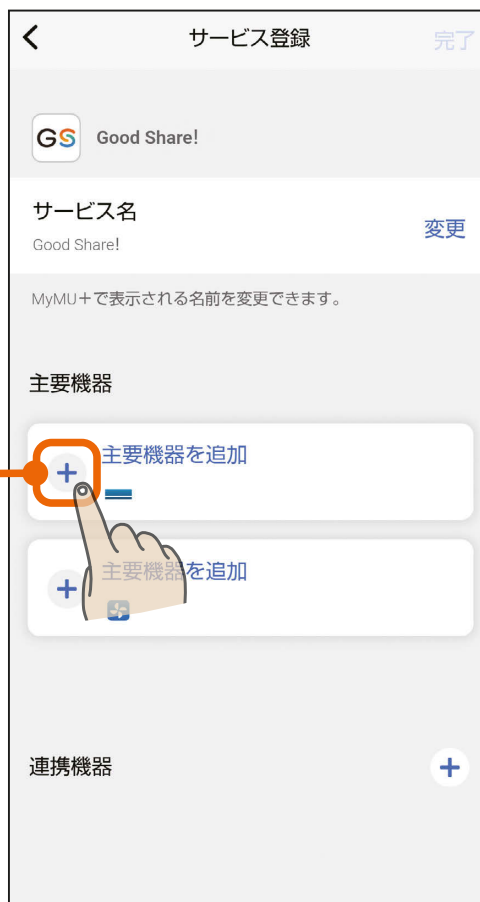 サービス登録
完了
GS
Good Share!
サービス名
Good Share!
変更
MyMU+で表示される名前を変更できます。
主要機器
主要機器を追加
主要機器を追加
連携機器